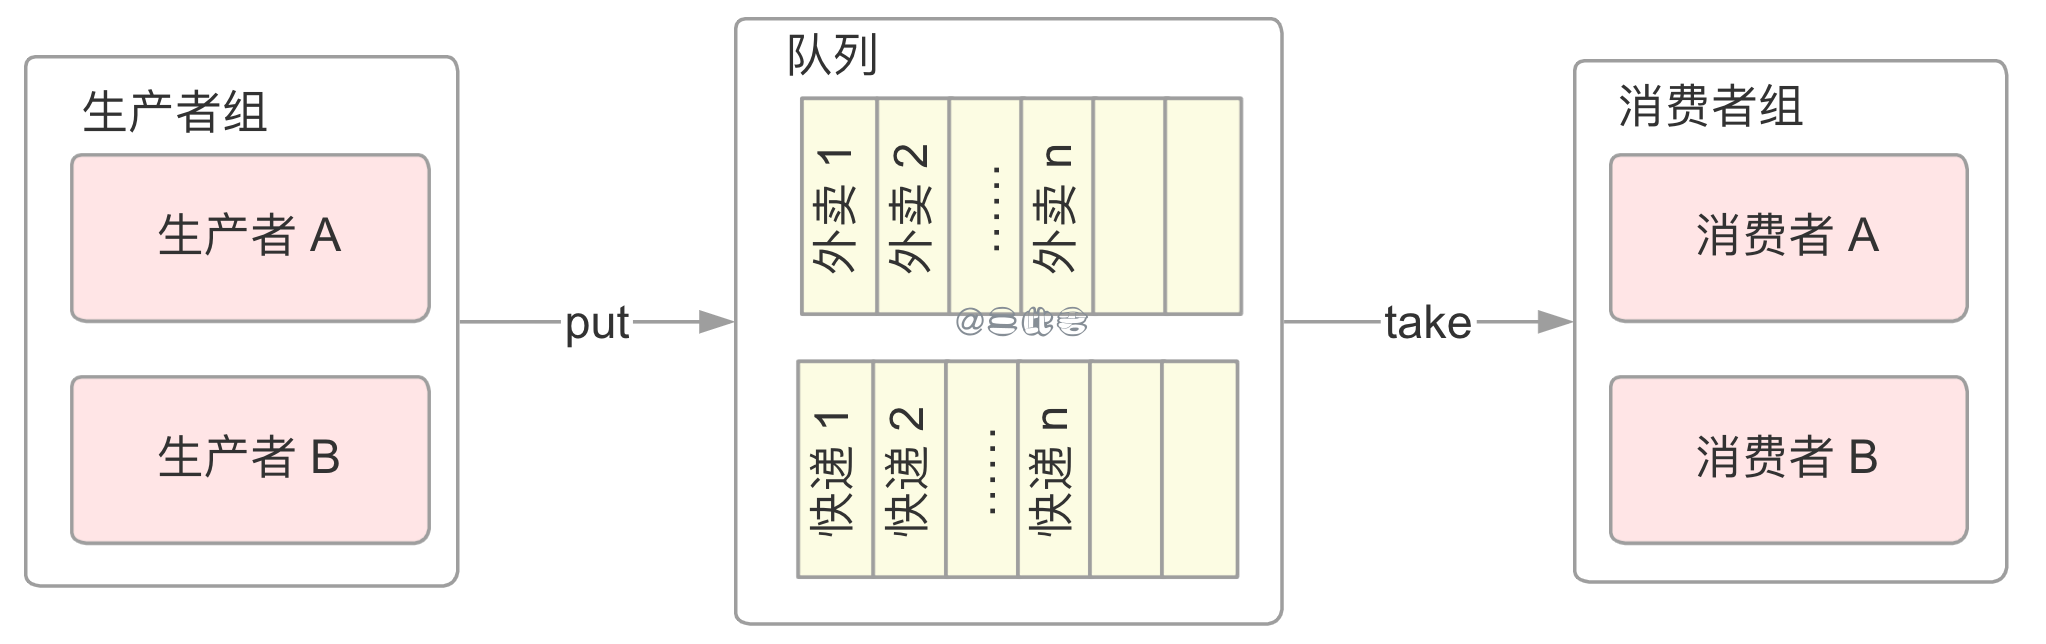 生产者组
生产者 A
生产者 B
put
队列
外卖 1
外卖 2
......
外卖 n
快递 1
快递 2
......
快递 n
take
消费者组
消费者 A
消费者 B